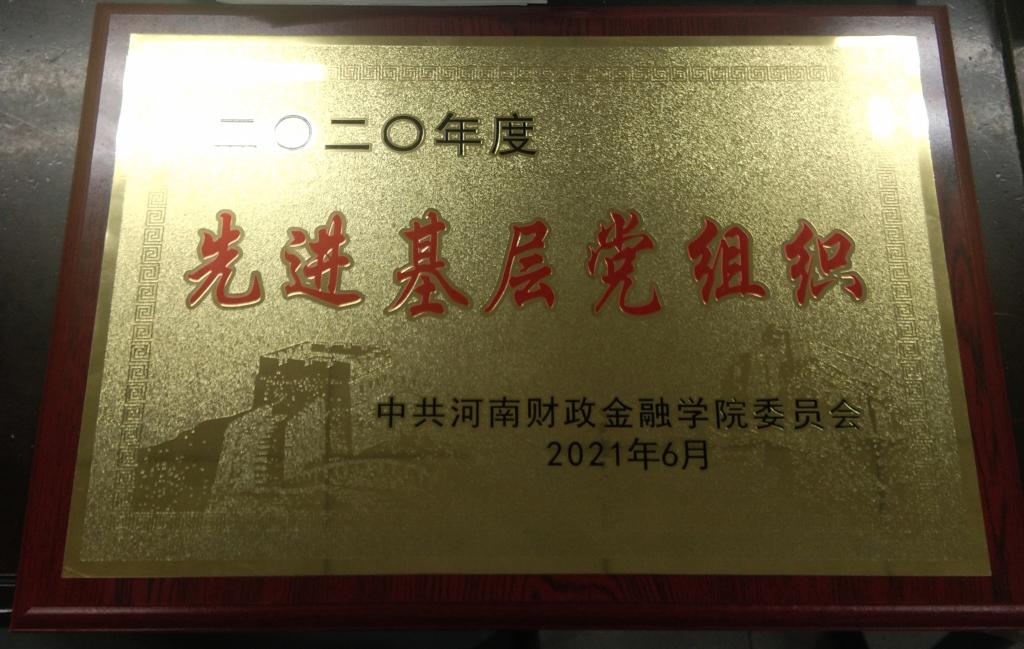 二〇二〇年度
先进基层党组织
中共河南财政金融学院委员会
2021年6月